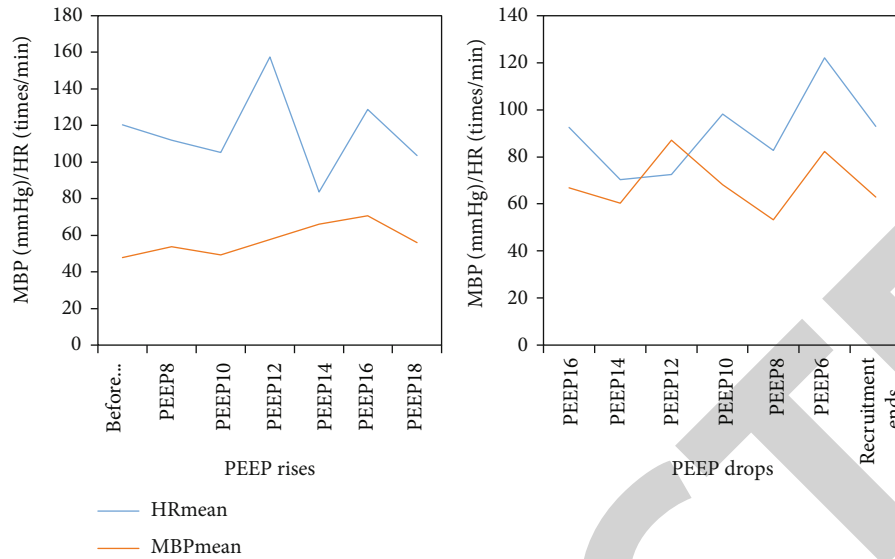 MBP (mmHg)/HR (times/min)
180
160
140
120
100
80
60
40
20
0
Before...
PEEP8
PEEP10
PEEP12
PEEP14
PEEP16
PEEP18
PEEP rises
MBP (mmHg)/HR (times/min)
140
120
100
80
60
40
20
0
PEEP16
PEEP14
PEEP12
PEEP10
PEEP8
PEEP6
Recruitment
ends
PEEP drops
HRmean
MBPmean